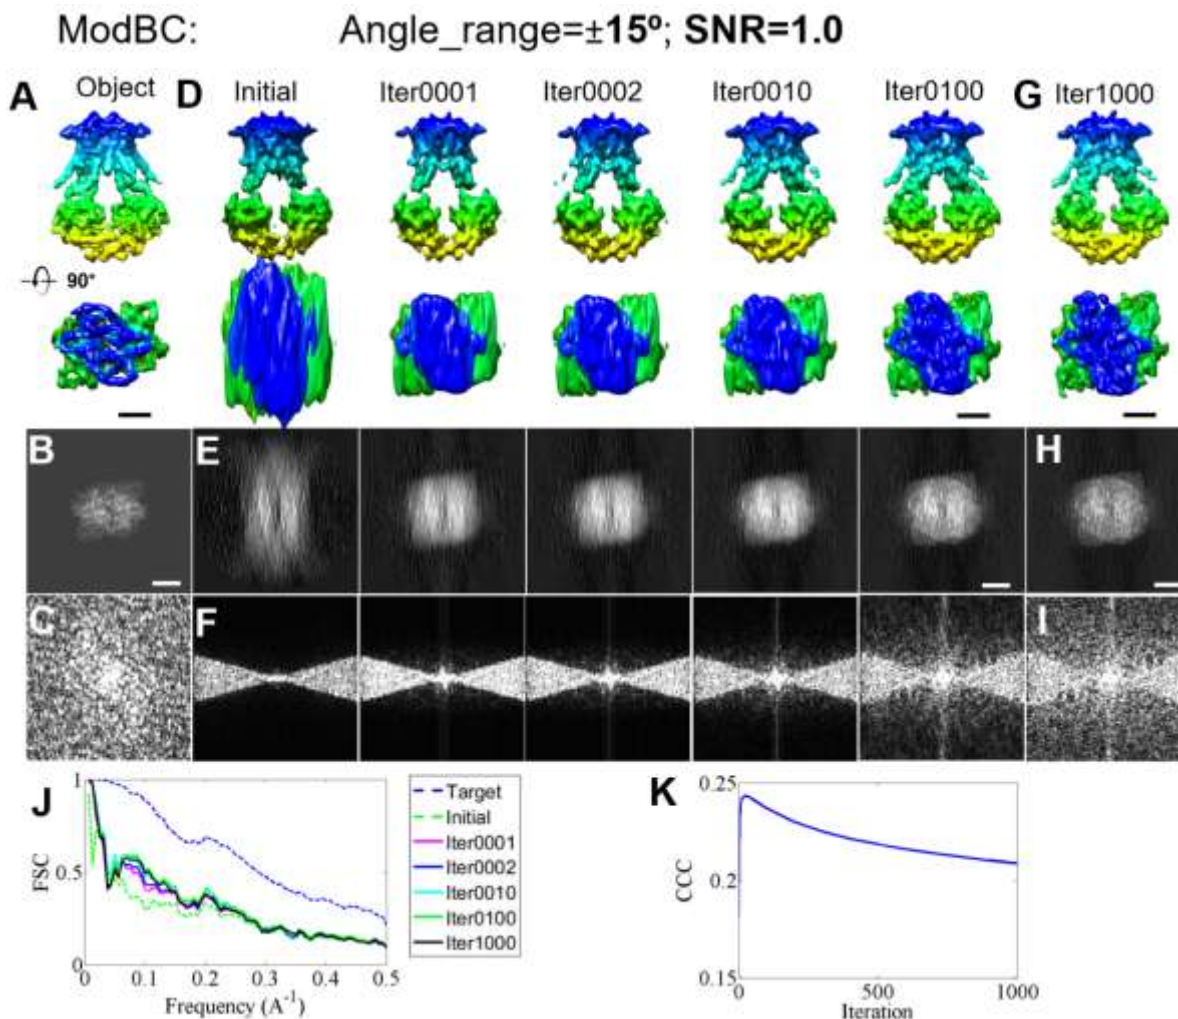 ModBC: Angle_range=±15º; SNR=1.0
A Object D Initial Iter0001 Iter0002 Iter0010 Iter0100 G Iter1000
90°
B E H
C F I
J
1
0.5
0
FSC
0 0.1 0.2 0.3 0.4 0.5
Frequency (A⁻¹)
Target
Initial
Iter0001
Iter0002
Iter0010
Iter0100
Iter1000
K
0.25
0.2
0.15
CCC
0 500 1000
Iteration